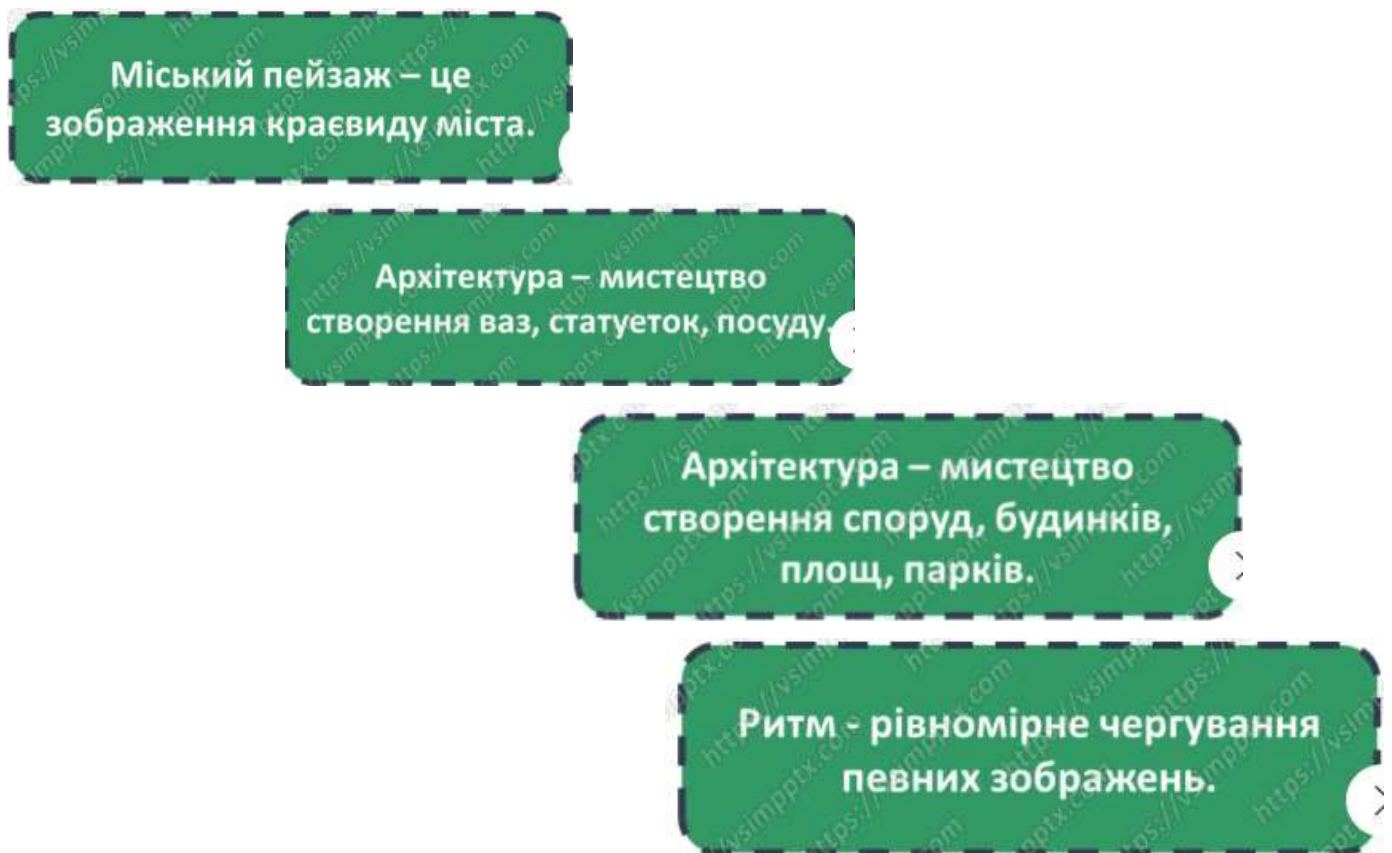 Міський пейзаж – це
зображення краєвиду міста.
Архітектура – мистецтво
створення ваз, статуеток, посуду.
Архітектура – мистецтво
створення споруд, будинків,
площ, парків.
Ритм - рівномірне чергування
певних зображень.